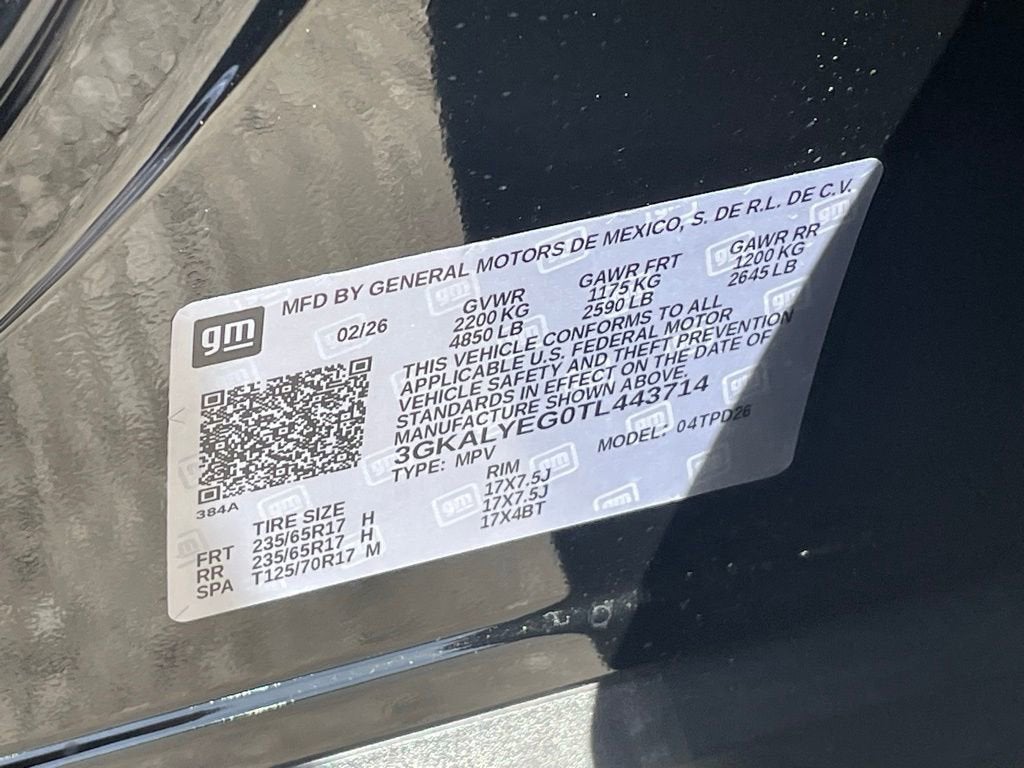 MFD BY GENERAL MOTORS DE MEXICO, S. DE R.L. DE C.V.
gm
02/26
GVWR GAWR FRT GAWR RR
2200 KG 1175 KG 1200 KG
4850 LB 2590 LB 2645 LB
THIS VEHICLE CONFORMS TO ALL
APPLICABLE U.S. FEDERAL MOTOR
VEHICLE SAFETY AND THEFT PREVENTION
STANDARDS IN EFFECT ON THE DATE OF
MANUFACTURE SHOWN ABOVE.
3GKALYEG0TL443714
TYPE: MPV MODEL: 04TPD26
384A
TIRE SIZE RIM
FRT 235/65R17 H 17X7.5J
RR 235/65R17 H 17X7.5J
SPA T125/70R17 M 17X4BT